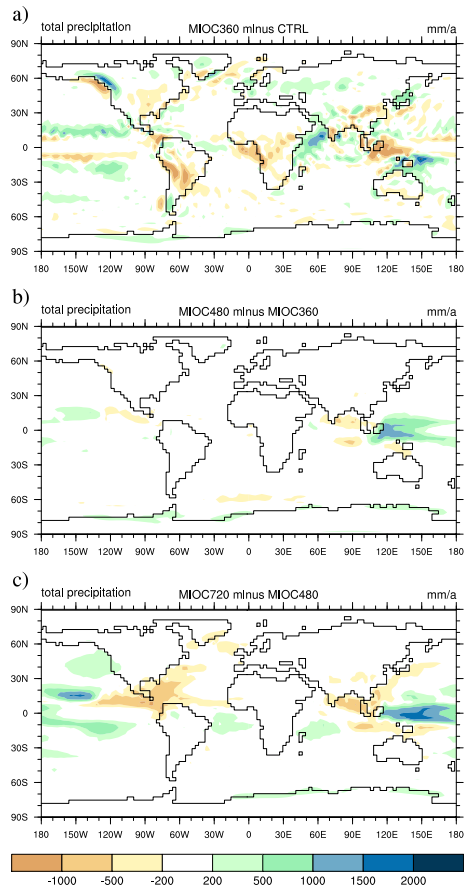 a)
total precipitation MIOC360 minus CTRL mm/a
90N
60N
30N
0
30S
60S
90S
180 150W 120W 90W 60W 30W 0 30E 60E 90E 120E 150E 180
b)
total precipitation MIOC480 minus MIOC360 mm/a
90N
60N
30N
0
30S
60S
90S
180 150W 120W 90W 60W 30W 0 30E 60E 90E 120E 150E 180
c)
total precipitation MIOC720 minus MIOC480 mm/a
90N
60N
30N
0
30S
60S
90S
180 150W 120W 90W 60W 30W 0 30E 60E 90E 120E 150E 180
-1000 -500 -200 200 500 1000 1500 2000